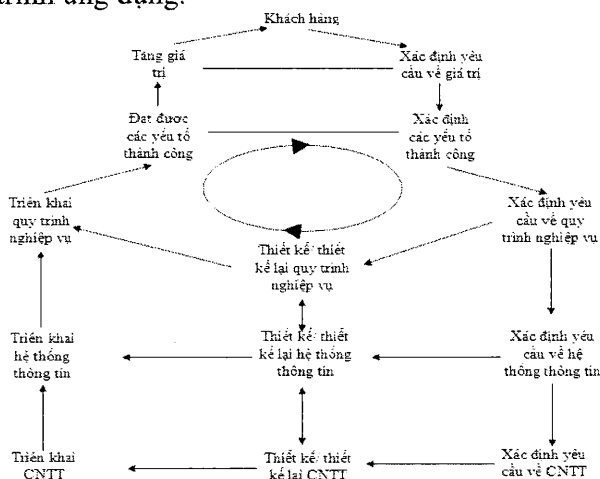 trình ứng dụng.
Khách hàng
Tăng giá
trị
Xác định yêu
cầu về giá trị
Đạt được
các yếu tố
thành công
Xác định
các yếu tố
thành công
Triển khai
quy trình
nghiệp vụ
Xác định yêu
cầu về quy
trình nghiệp vụ
Thiết kế/ thiết
kế lại quy trình
nghiệp vụ
Triển khai
hệ thống
thông tin
Thiết kế/ thiết
kế lại hệ thống
thông tin
Xác định yêu
cầu về hệ
thống thông tin
Triển khai
CNTT
Thiết kế/ thiết
kế lại CNTT
Xác định yêu
cầu về CNTT